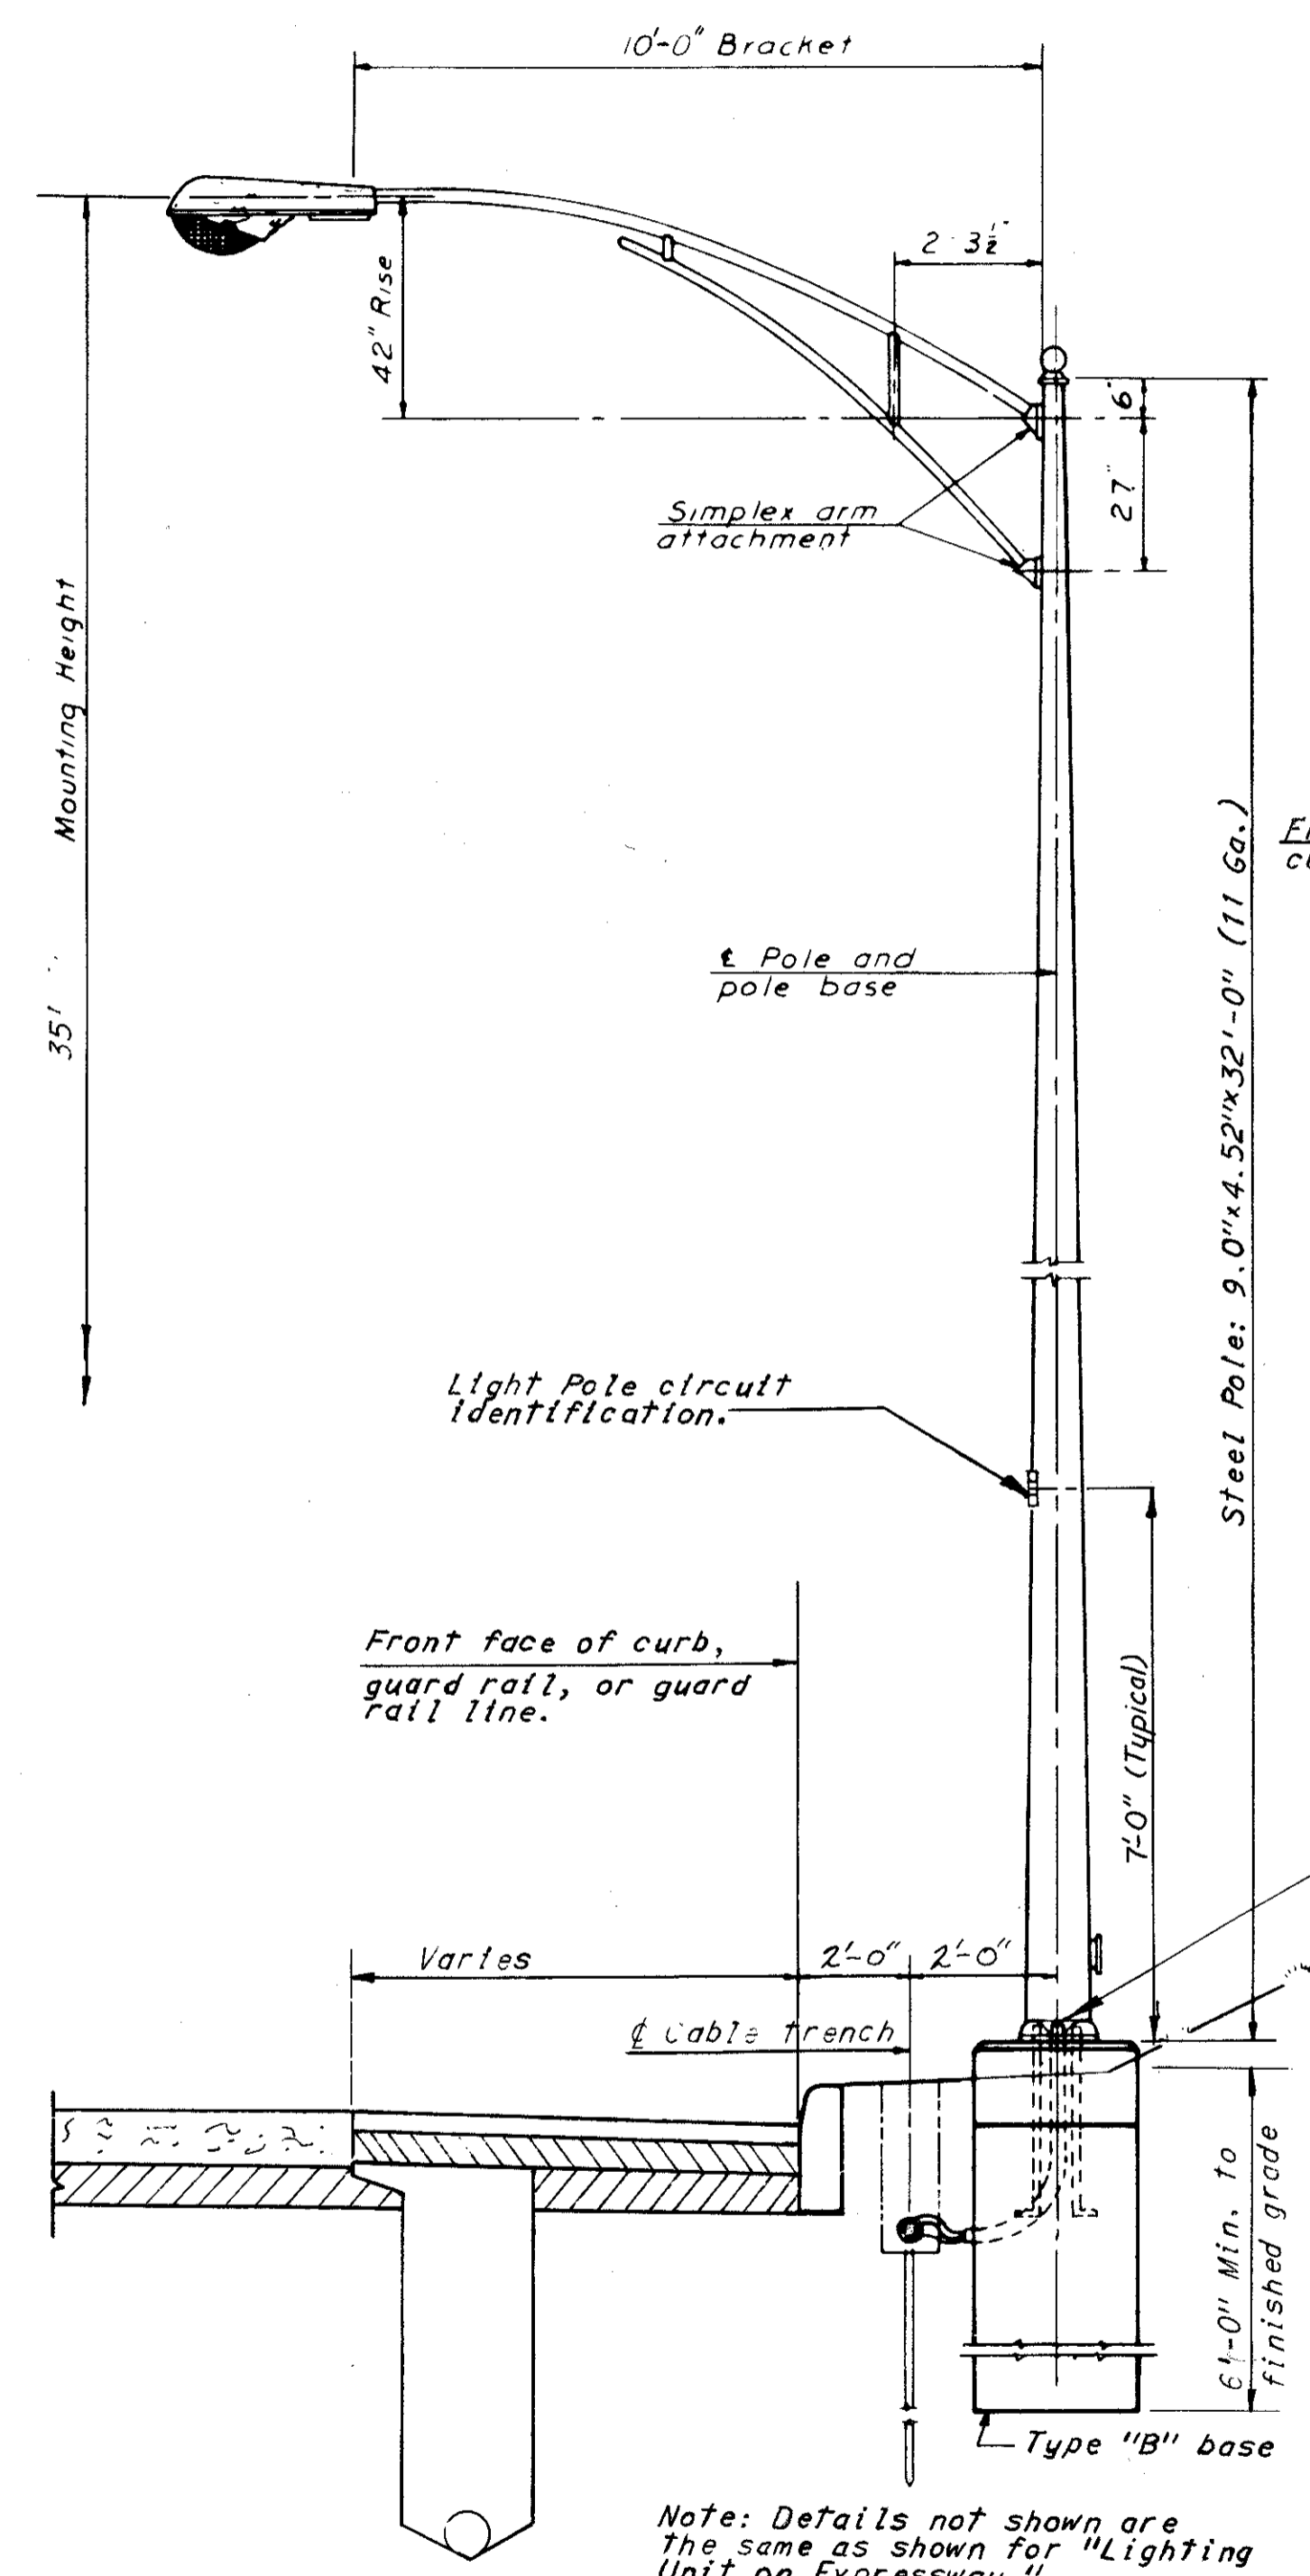 10'-0" Bracket
2 3½"
42" Rise
6"
27"
Simplex arm
attachment
Mounting Height
35'
Steel Pole: 9.0"x4.52"x32'-0" (11 Ga.)
℄ Pole and
pole base
Light Pole circuit
identification.
Front face of curb,
guard rail, or guard
rail line.
7'-0" (Typical)
Varies
2'-0"
2'-0"
℄ Cable trench
6'-0" Min. to
finished grade
Type "B" base
Note: Details not shown are
the same as shown for "Lighting
Unit on Expressway."